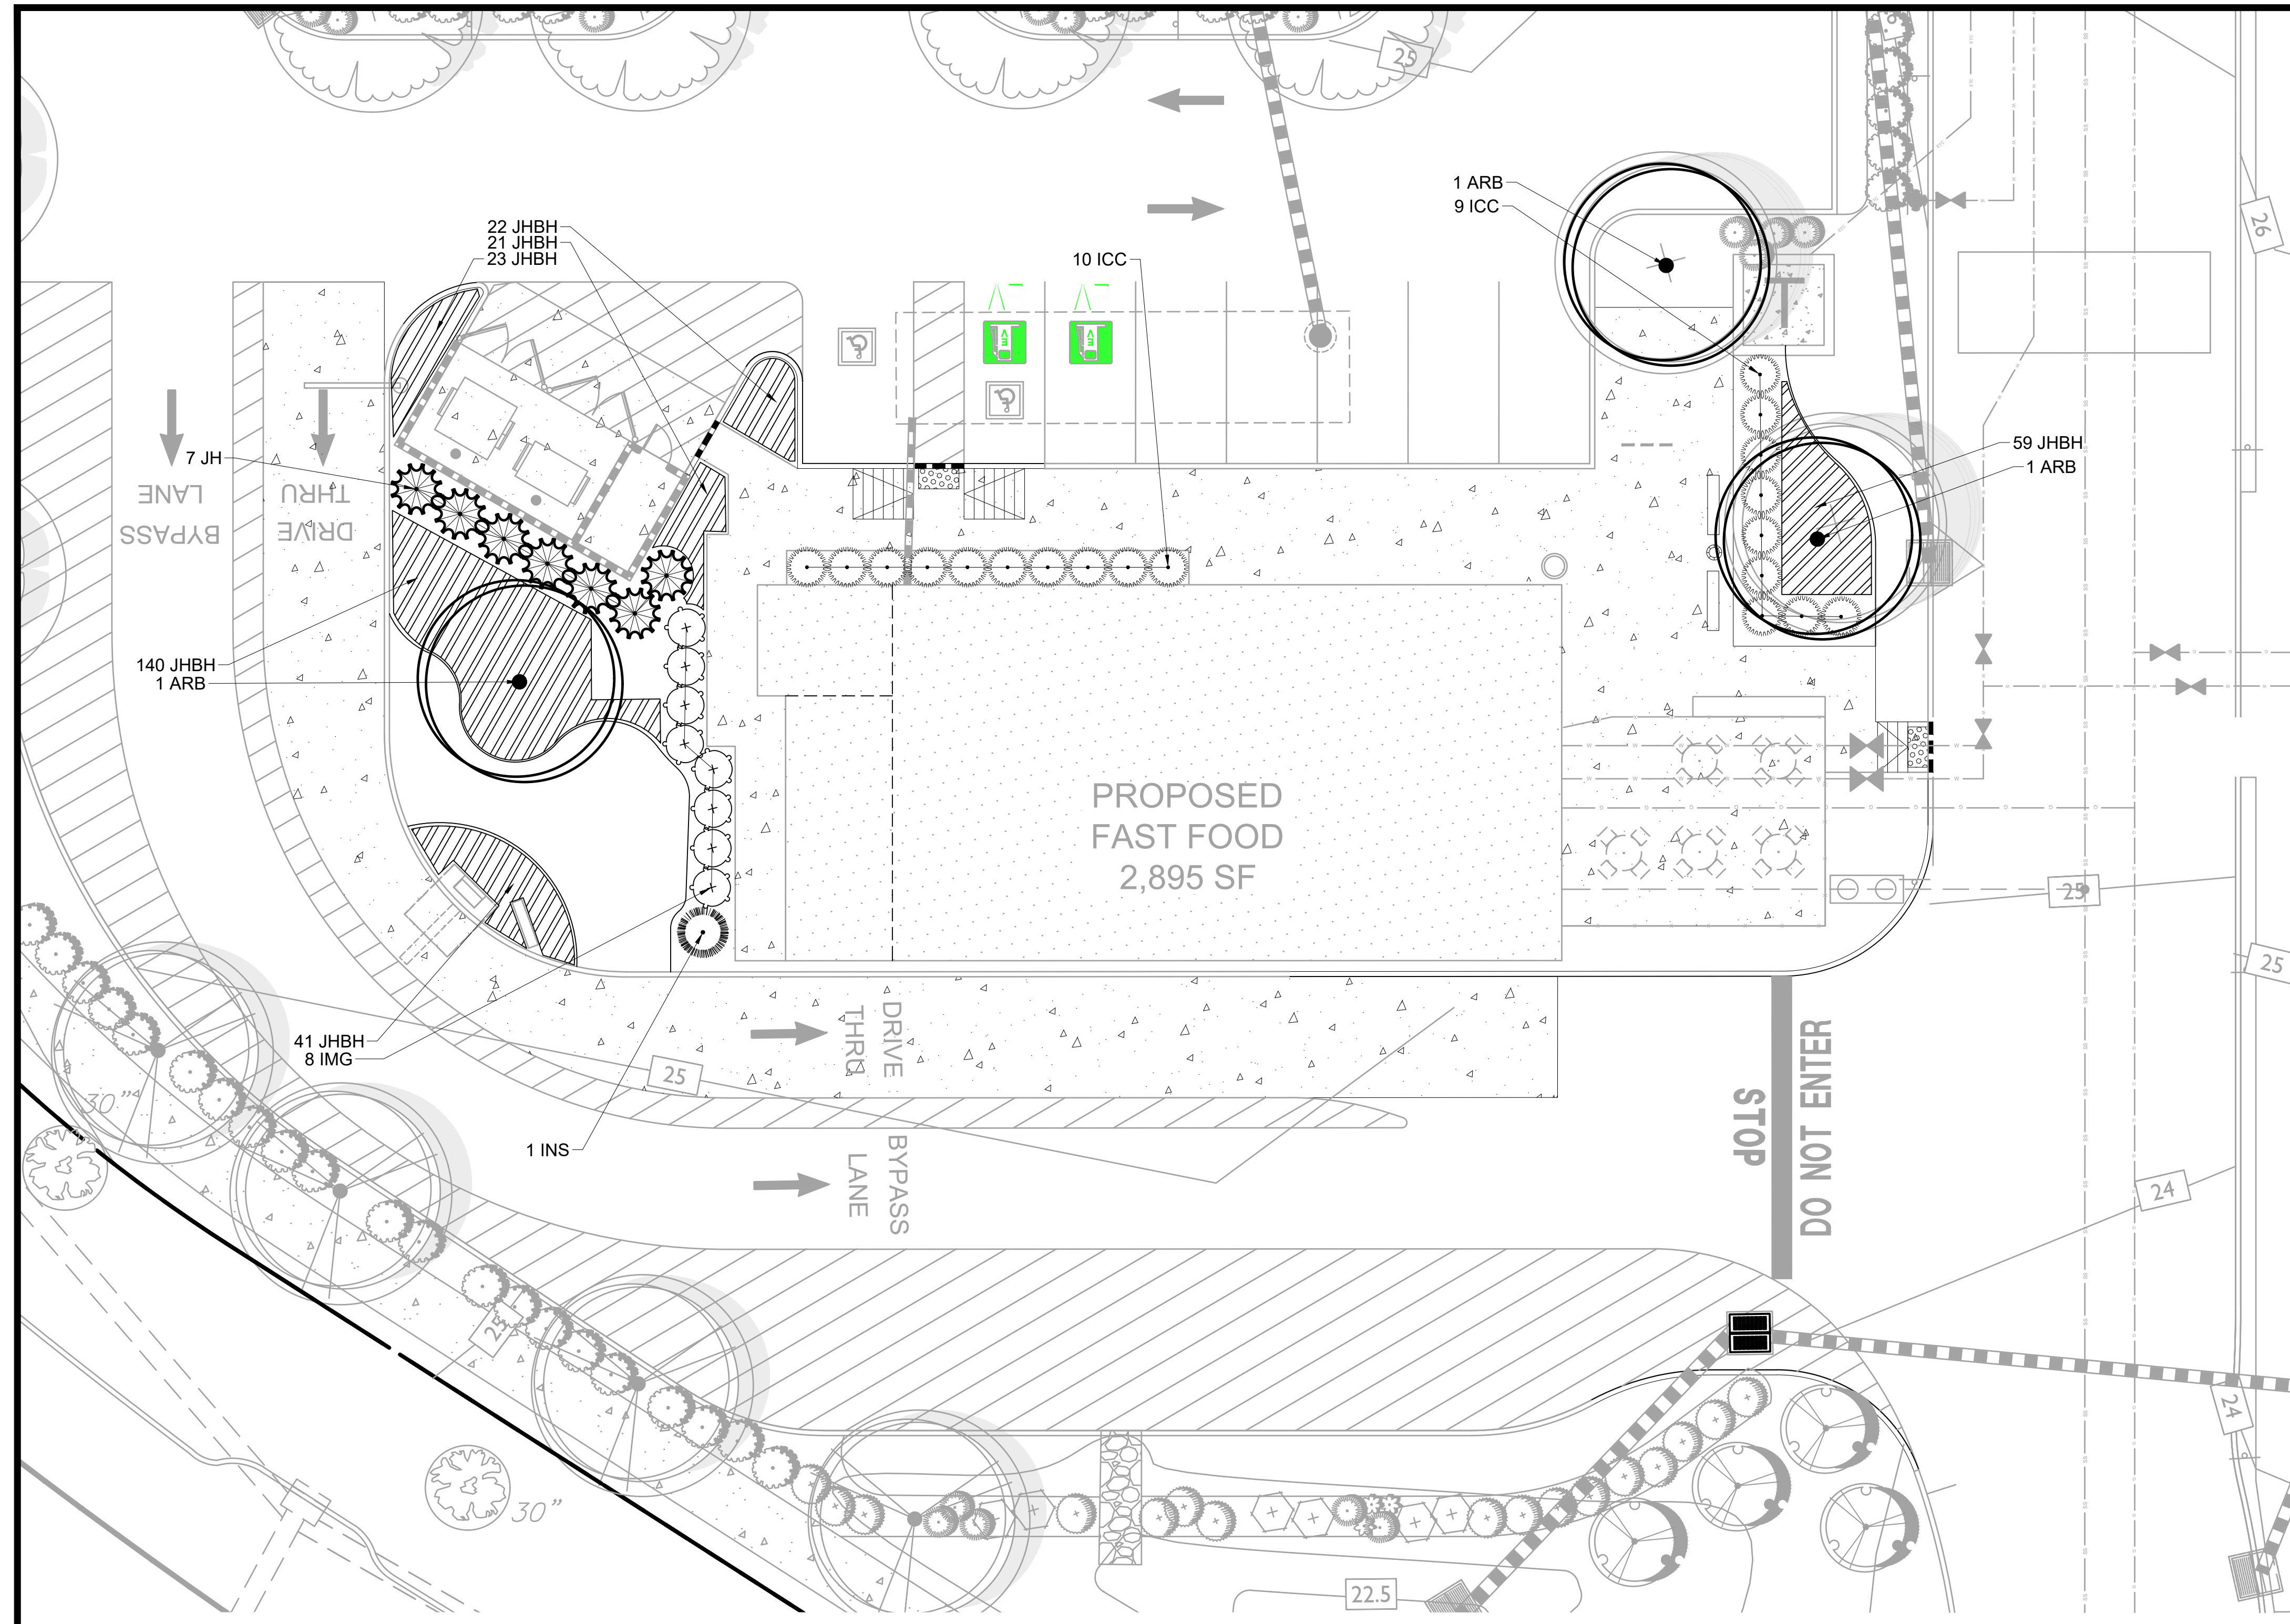 25
1 ARB
9 ICC
22 JHBH
21 JHBH
23 JHBH
10 ICC
26
EV
EV
T
7 JH
LANE
BYPASS
THRU
DRIVE
59 JHBH
1 ARB
140 JHBH
1 ARB
PROPOSED
FAST FOOD
2,895 SF
25
25
41 JHBH
8 IMG
25
DRIVE
THRU
30"
1 INS
BYPASS
LANE
STOP
DO NOT ENTER
24
25
24
30"
22.5